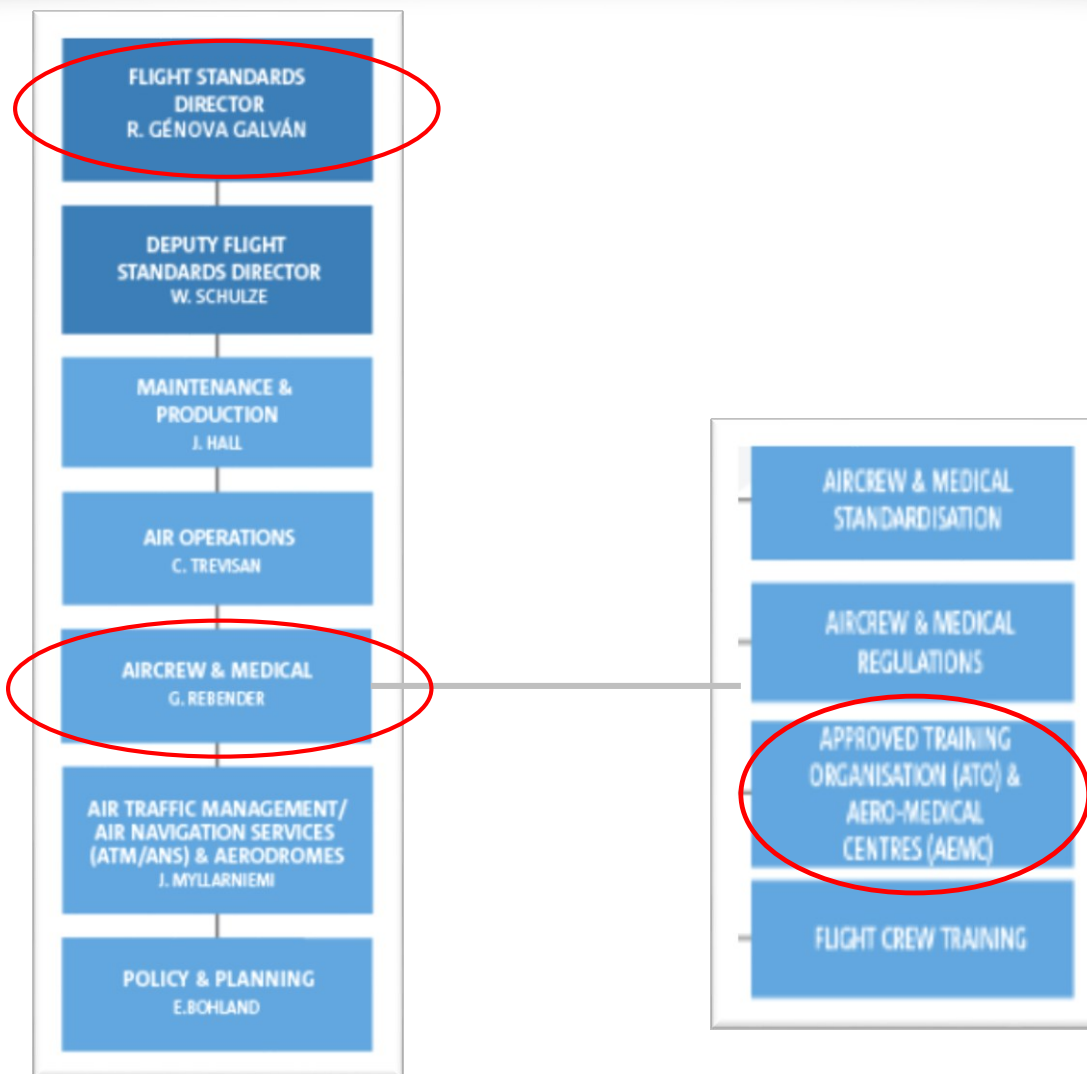 FLIGHT STANDARDS
DIRECTOR
R. GÉNOVA GALVÁN
DEPUTY FLIGHT
STANDARDS DIRECTOR
W. SCHULZE
MAINTENANCE &
PRODUCTION
J. HALL
AIR OPERATIONS
C. TREVISAN
AIRCREW & MEDICAL
G. REBENDER
AIR TRAFFIC MANAGEMENT/
AIR NAVIGATION SERVICES
(ATM/ANS) & AERODROMES
J. MYLLARNIEMI
POLICY & PLANNING
E.BOHLAND
AIRCREW & MEDICAL
STANDARDISATION
AIRCREW & MEDICAL
REGULATIONS
APPROVED TRAINING
ORGANISATION (ATO) &
AERO-MEDICAL
CENTRES (AEMC)
FLIGHT CREW TRAINING